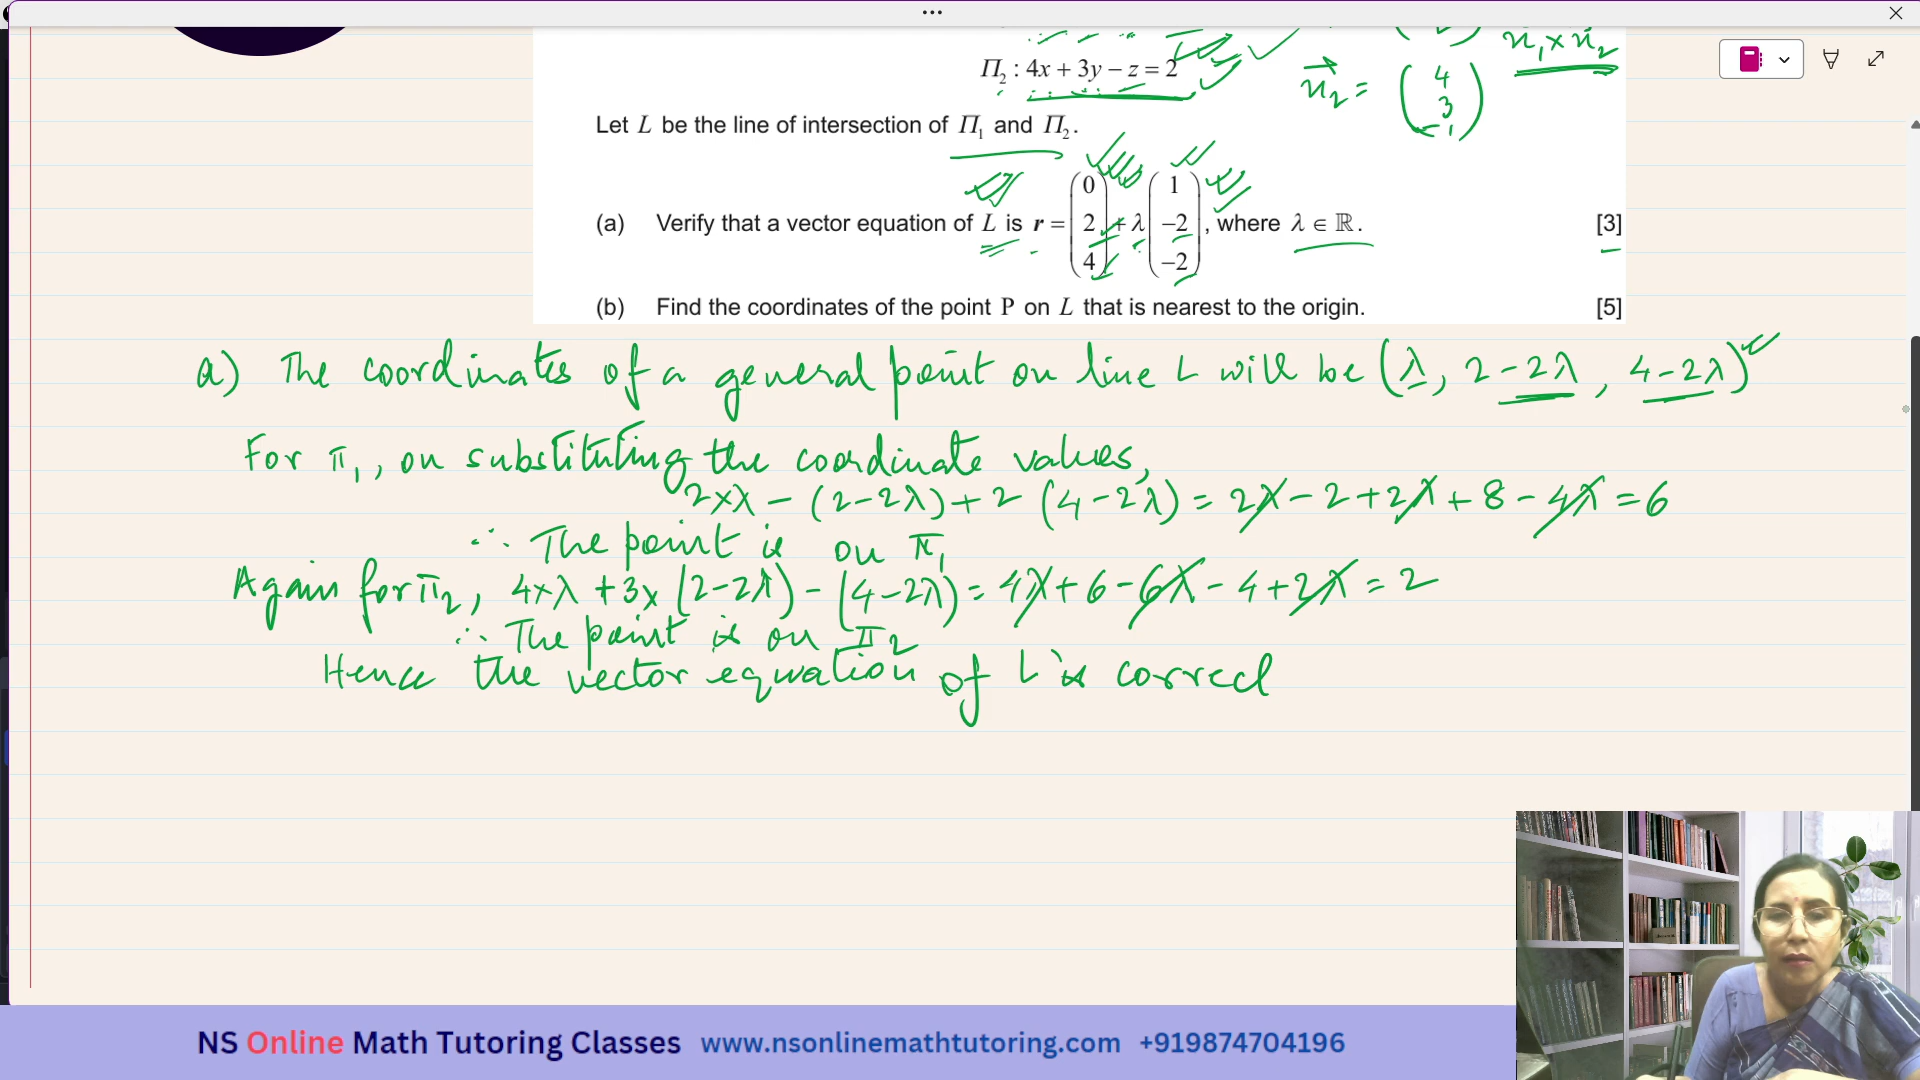 n₁ × n₂
Π₂ : 4x + 3y − z = 2
n₂ = (4 3 −1)
Let L be the line of intersection of Π₁ and Π₂.
(a) Verify that a vector equation of L is r = (0 2 4) + λ (1 −2 −2), where λ ∈ ℝ. [3]
(b) Find the coordinates of the point P on L that is nearest to the origin. [5]
a) The coordinates of a general point on line L will be (λ, 2−2λ, 4−2λ)
For π₁, on substituting the coordinate values,
2×λ − (2−2λ) + 2 (4−2λ) = 2λ − 2 + 2λ + 8 − 4λ = 6
∴ The point is on π₁
Again for π₂, 4×λ + 3× (2−2λ) − (4−2λ) = 4λ + 6 − 6λ − 4 + 2λ = 2
∴ The point is on π₂
Hence the vector equation of L is correct
NS Online Math Tutoring Classes www.nsonlinemathtutoring.com +919874704196